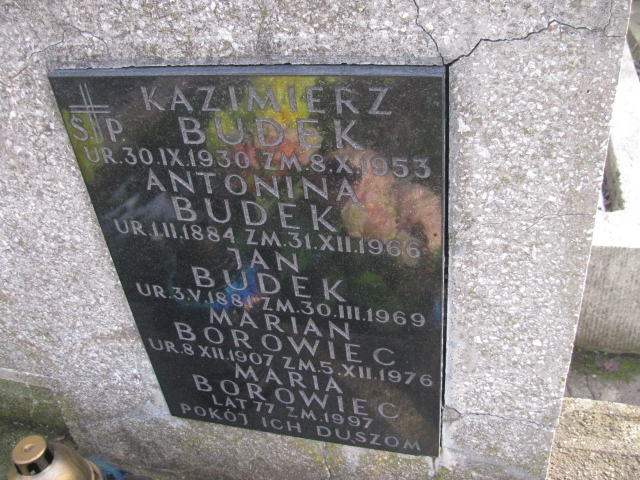 KAZIMIERZ
ŚP. BUDEK
UR. 30.IX.1930 ZM. 8.X.1953
ANTONINA
BUDEK
UR. 1.II.1884 ZM. 31.XII.1966
JAN
BUDEK
UR. 3.V.1881 ZM. 30.III.1969
MARIAN
BOROWIEC
UR. 8 XII.1907 ZM. 5.XII.1976
MARIA
BOROWIEC
LAT 77 ZM. 1997
POKÓJ ICH DUSZOM